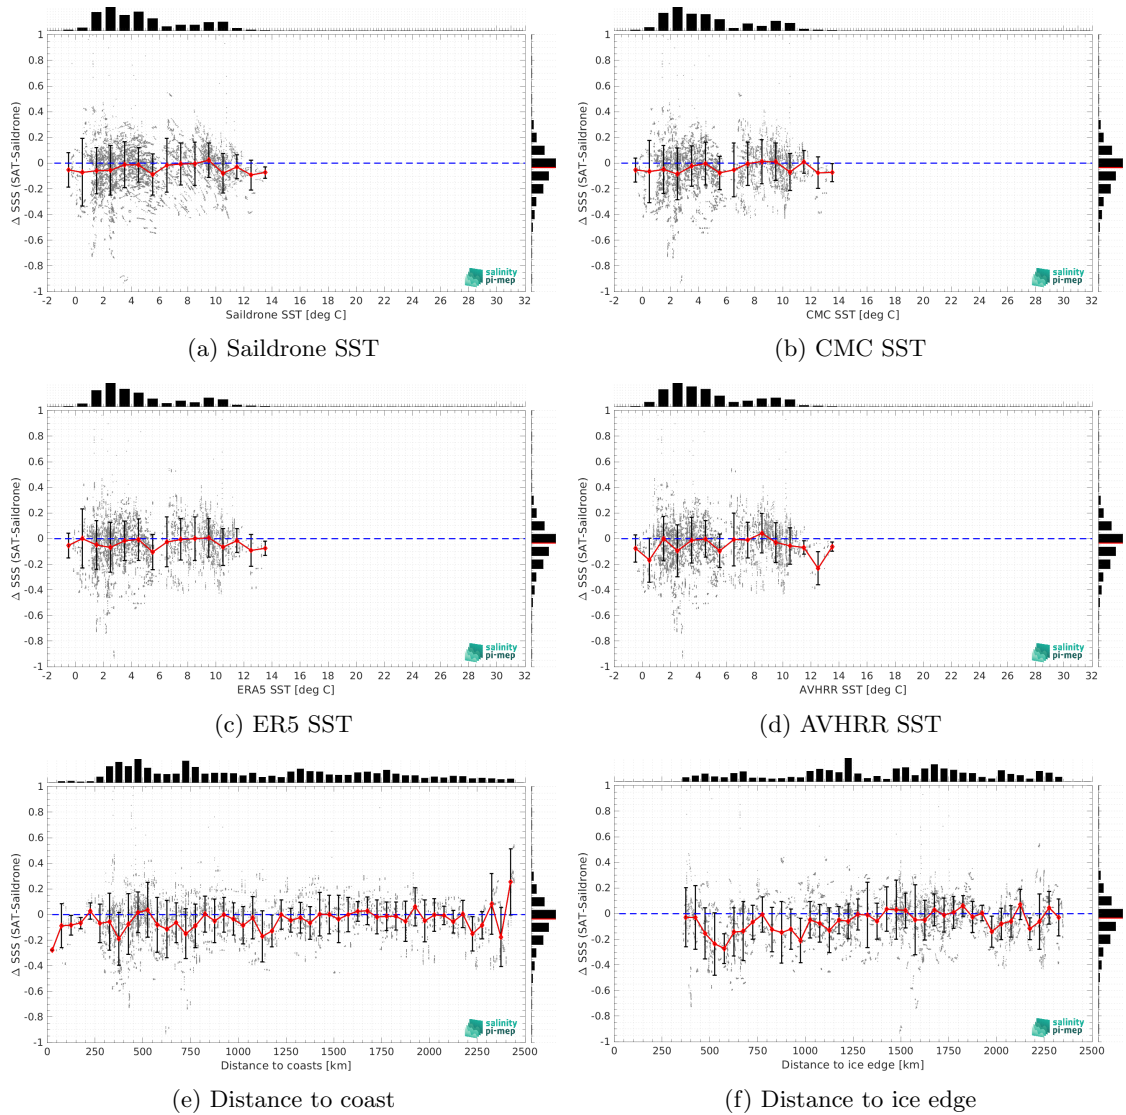 1
0.8
0.6
0.4
0.2
0
-0.2
-0.4
-0.6
-0.8
-1
Δ SSS (SAT-Saildrone)
salinity
pi-mep
-2 0 2 4 6 8 10 12 14 16 18 20 22 24 26 28 30 32
Saildrone SST [deg C]
(a) Saildrone SST
1
0.8
0.6
0.4
0.2
0
-0.2
-0.4
-0.6
-0.8
-1
Δ SSS (SAT-Saildrone)
salinity
pi-mep
-2 0 2 4 6 8 10 12 14 16 18 20 22 24 26 28 30 32
CMC SST [deg C]
(b) CMC SST
1
0.8
0.6
0.4
0.2
0
-0.2
-0.4
-0.6
-0.8
-1
Δ SSS (SAT-Saildrone)
salinity
pi-mep
-2 0 2 4 6 8 10 12 14 16 18 20 22 24 26 28 30 32
ERA5 SST [deg C]
(c) ER5 SST
1
0.8
0.6
0.4
0.2
0
-0.2
-0.4
-0.6
-0.8
-1
Δ SSS (SAT-Saildrone)
salinity
pi-mep
-2 0 2 4 6 8 10 12 14 16 18 20 22 24 26 28 30 32
AVHRR SST [deg C]
(d) AVHRR SST
1
0.8
0.6
0.4
0.2
0
-0.2
-0.4
-0.6
-0.8
-1
Δ SSS (SAT-Saildrone)
salinity
pi-mep
0 250 500 750 1000 1250 1500 1750 2000 2250 2500
Distance to coasts [km]
(e) Distance to coast
1
0.8
0.6
0.4
0.2
0
-0.2
-0.4
-0.6
-0.8
-1
Δ SSS (SAT-Saildrone)
salinity
pi-mep
0 250 500 750 1000 1250 1500 1750 2000 2250 2500
Distance to ice edge [km]
(f) Distance to ice edge